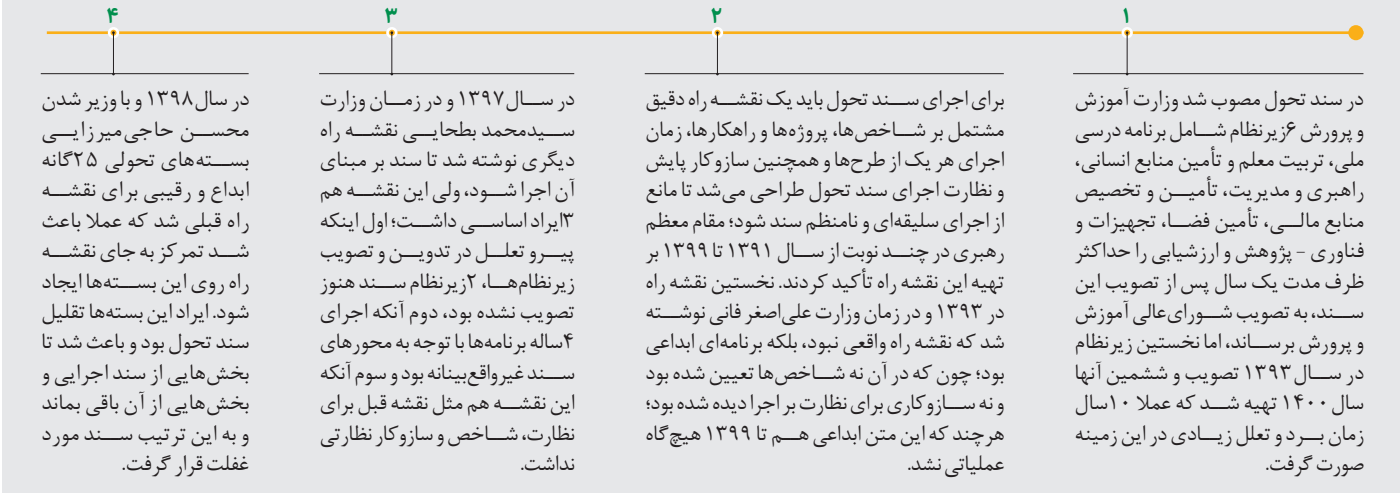 ۱
در سند تحول مصوب شد وزارت آموزش
و پرورش ۶زیرنظام شامل برنامه درسی
ملی، تربیت معلم و تأمین منابع انسانی،
راهبری و مدیریت، تأمین و تخصیص
منابع مالی، تأمین فضا، تجهیزات و
فناوری - پژوهش و ارزشیابی را حداکثر
ظرف مدت یک سال پس از تصویب این
سند، به تصویب شورای‌عالی آموزش
و پرورش برساند، اما نخستین زیرنظام
در سال ۱۳۹۳ تصویب و ششمین آنها
سال ۱۴۰۰ تهیه شد که عملا ۱۰سال
زمان برد و تعلل زیادی در این زمینه
صورت گرفت.
۲
برای اجرای سند تحول باید یک نقشه راه دقیق
مشتمل بر شاخص‌ها، پروژه‌ها و راهکارها، زمان
اجرای هر یک از طرح‌ها و همچنین سازوکار پایش
و نظارت اجرای سند تحول طراحی می‌شد تا مانع
از اجرای سلیقه‌ای و نامنظم سند شود؛ مقام معظم
رهبری در چند نوبت از سال ۱۳۹۱ تا ۱۳۹۹ بر
تهیه این نقشه راه تأکید کردند. نخستین نقشه راه
در ۱۳۹۳ و در زمان وزارت علی‌اصغر فانی نوشته
شد که نقشه راه واقعی نبود، بلکه برنامه‌ای ابداعی
بود؛ چون که در آن نه شاخص‌ها تعیین شده بود
و نه سازوکاری برای نظارت بر اجرا دیده شده بود؛
هرچند که این متن ابداعی هم تا ۱۳۹۹ هیچ‌گاه
عملیاتی نشد.
۳
در سال۱۳۹۷ و در زمان وزارت
سیدمحمد بطحایی نقشه راه
دیگری نوشته شد تا سند بر مبنای
آن اجرا شود، ولی این نقشه هم
۳ایراد اساسی داشت؛ اول اینکه
پیرو تعلل در تدوین و تصویب
زیرنظام‌ها، ۲زیرنظام سند هنوز
تصویب نشده بود، دوم آنکه اجرای
۴ساله برنامه‌ها با توجه به محورهای
سند غیرواقع‌بینانه بود و سوم آنکه
این نقشه هم مثل نقشه قبل برای
نظارت، شاخص و سازوکار نظارتی
نداشت.
۴
در سال۱۳۹۸ و با وزیر شدن
محسن حاجی‌میرزایی
بسته‌های تحولی ۲۵گانه
ابداع و رقیبی برای نقشه
راه قبلی شد که عملا باعث
شد تمرکز به جای نقشه
راه روی این بسته‌ها ایجاد
شود. ایراد این بسته‌ها تقلیل
سند تحول بود و باعث شد تا
بخش‌هایی از سند اجرایی و
بخش‌هایی از آن باقی بماند
و به این ترتیب سند مورد
غفلت قرار گرفت.